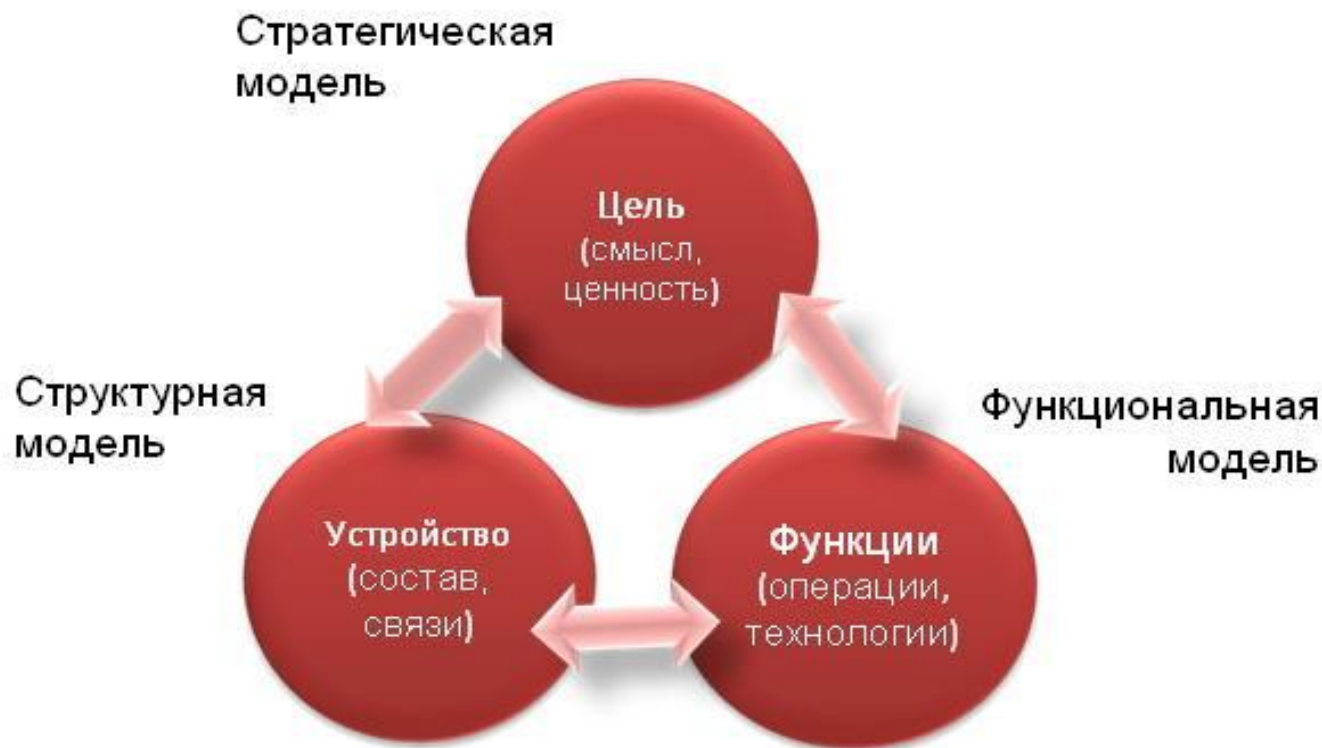 Стратегическая
модель
Цель
(смысл,
ценность)
Структурная
модель
Функциональная
модель
Устройство
(состав,
связи)
Функции
(операции,
технологии)